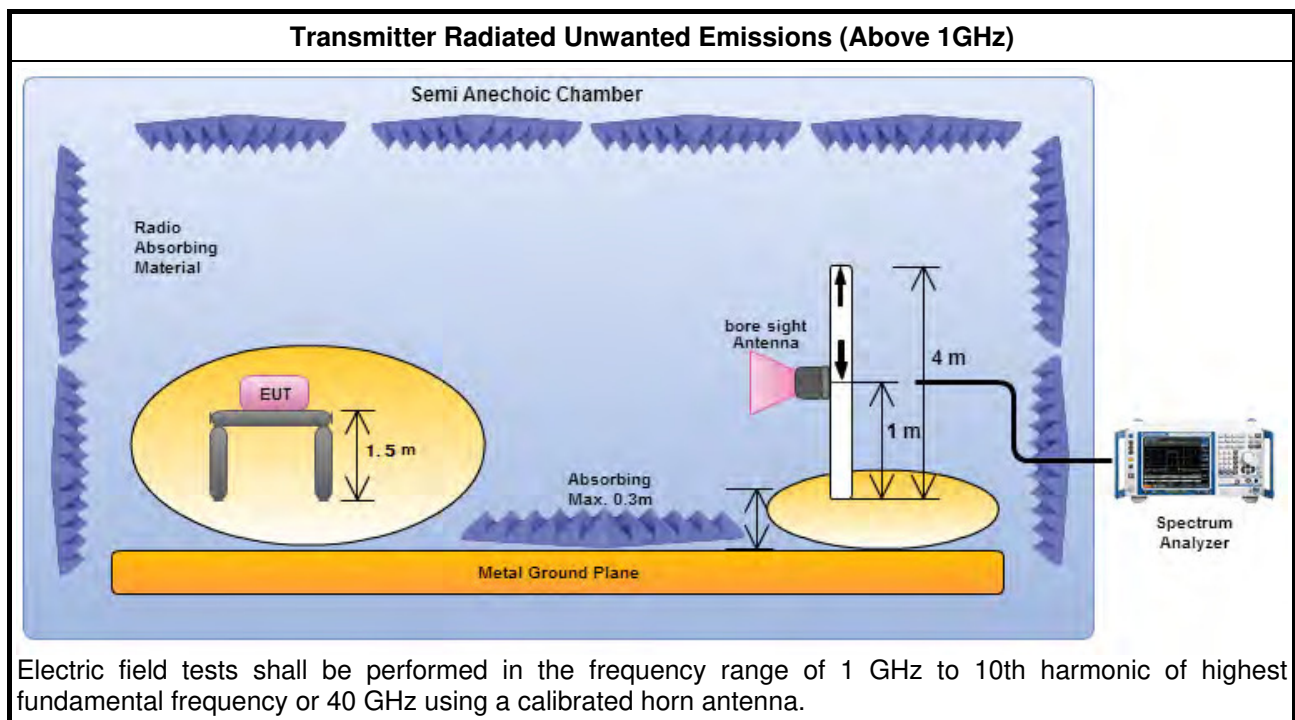 Transmitter Radiated Unwanted Emissions (Above 1GHz)
Semi Anechoic Chamber
Radio
Absorbing
Material
bore sight
Antenna
4 m
EUT
1.5 m
1 m
Absorbing
Max. 0.3m
Spectrum
Analyzer
Metal Ground Plane
Electric field tests shall be performed in the frequency range of 1 GHz to 10th harmonic of highest
fundamental frequency or 40 GHz using a calibrated horn antenna.